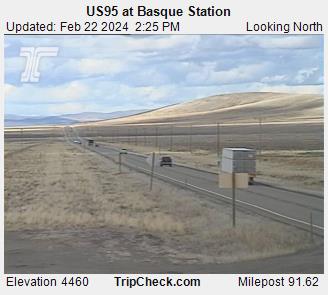 US95 at Basque Station
Updated: Feb 22 2024 2:25 PM Looking North
Elevation 4460 TripCheck.com Milepost 91.62